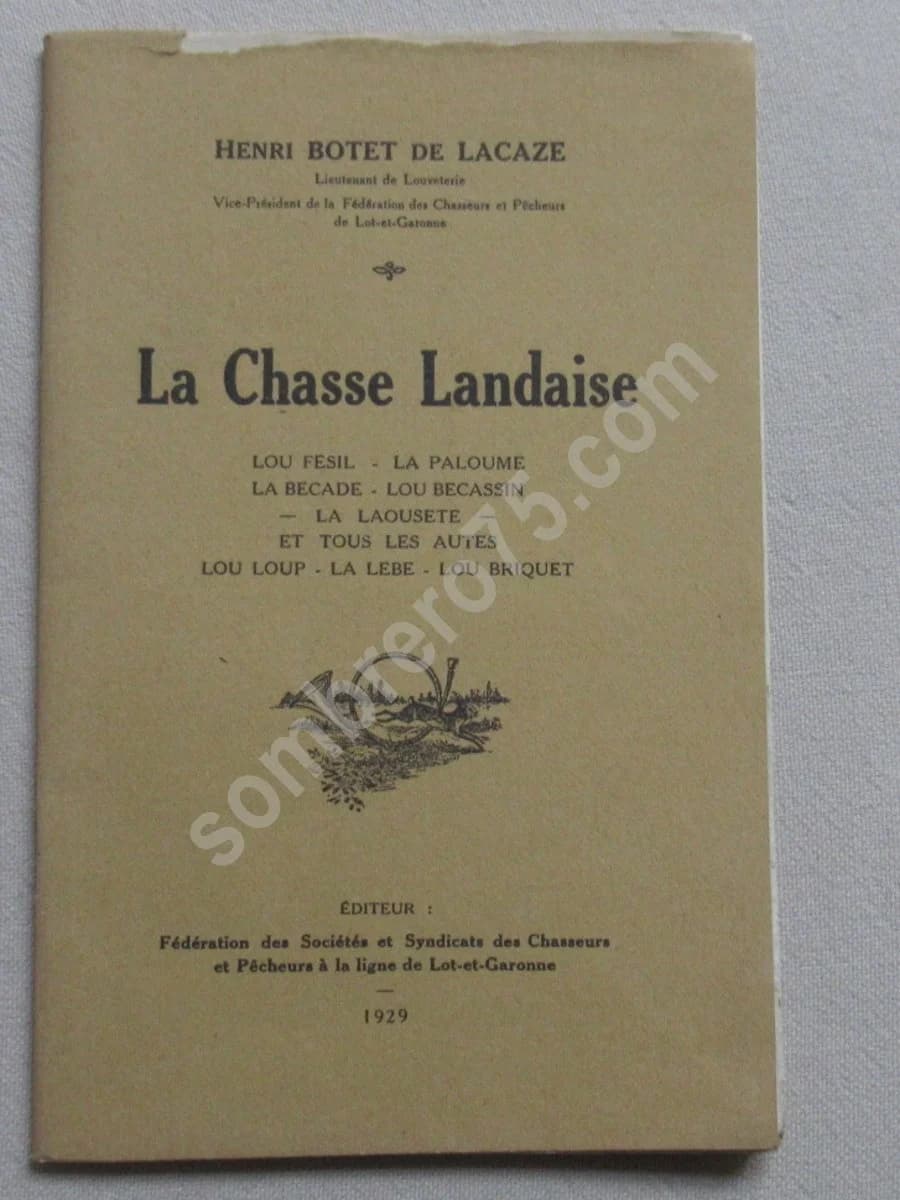 HENRI BOTET DE LACAZE
Lieutenant de Louveterie
Vice-Président de la Fédération des Chasseurs et Pêcheurs
de Lot-et-Garonne
La Chasse Landaise
LOU FESIL - LA PALOUME
LA BECADE - LOU BECASSIN
— LA LAOUSETE —
ET TOUS LES AUTES
LOU LOUP - LA LEBE - LOU BRIQUET
sombrero75.com
ÉDITEUR :
Fédération des Sociétés et Syndicats des Chasseurs
et Pêcheurs à la ligne de Lot-et-Garonne
—
1929